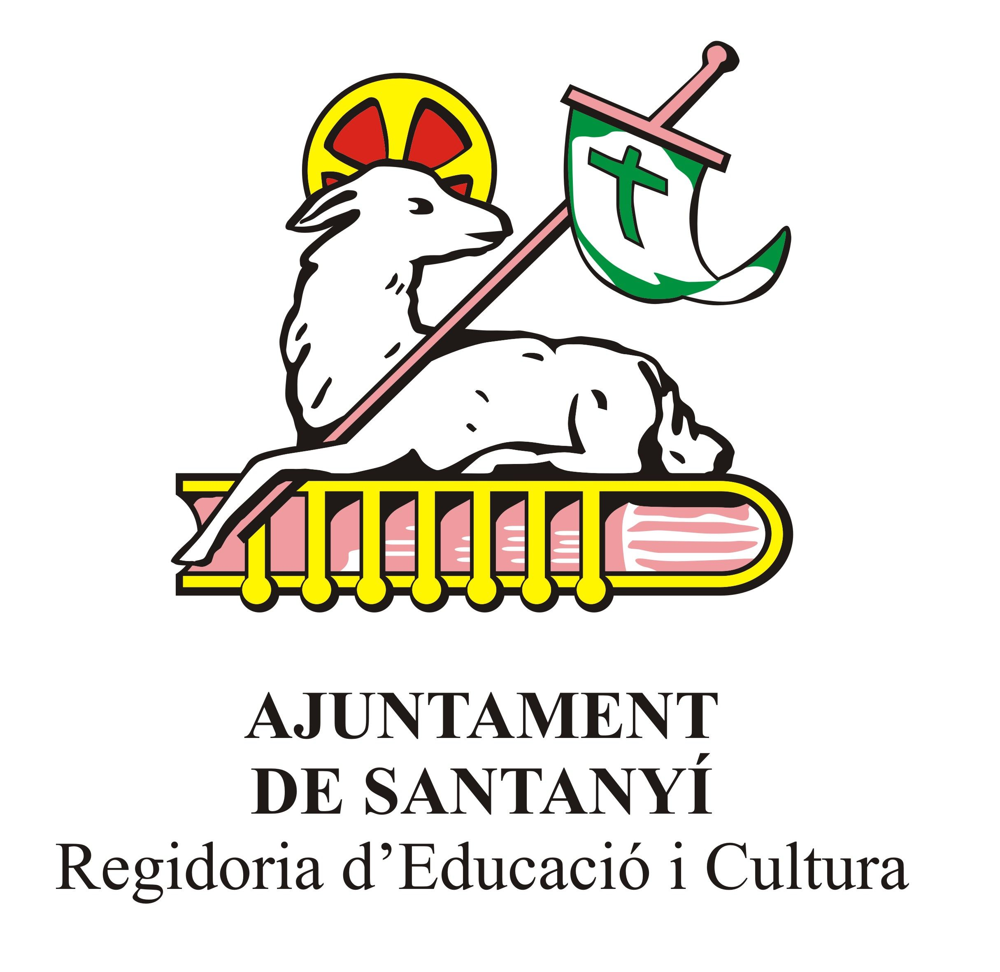 AJUNTAMENT
DE SANTANYÍ
Regidoria d’Educació i Cultura